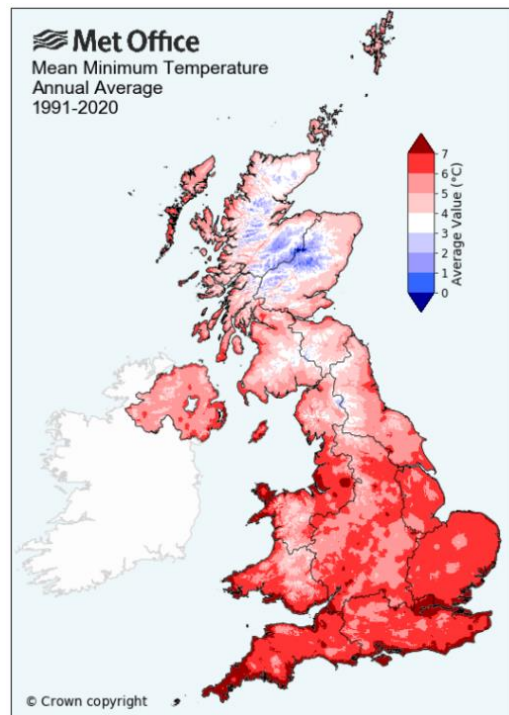 Met Office
Mean Minimum Temperature
Annual Average
1991-2020
7
6
5
4
3
2
1
0
Average Value (°C)
© Crown copyright